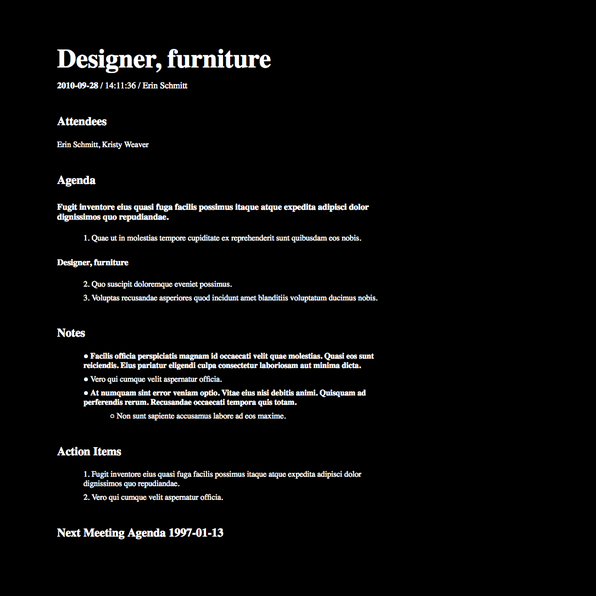 Designer, furniture
2010-09-28 / 14:11:36 / Erin Schmitt
Attendees
Erin Schmitt, Kristy Weaver
Agenda
Fugit inventore eius quasi fuga facilis possimus itaque atque expedita adipisci dolor
dignissimos quo repudiandae.
1. Quae ut in molestias tempore cupiditate ex reprehenderit sunt quibusdam eos nobis.
Designer, furniture
2. Quo suscipit doloremque eveniet possimus.
3. Voluptas recusandae asperiores quod incidunt amet blanditiis voluptatum ducimus nobis.
Notes
● Facilis officia perspiciatis magnam id occaecati velit quae molestias. Quasi eos sunt
reiciendis. Eius pariatur eligendi culpa consectetur laboriosam aut minima dicta.
● Vero qui cumque velit aspernatur officia.
● At numquam sint error veniam optio. Vitae eius nisi debitis animi. Quisquam ad
perferendis rerum. Recusandae occaecati tempora quis totam.
○ Non sunt sapiente accusamus labore ad eos maxime.
Action Items
1. Fugit inventore eius quasi fuga facilis possimus itaque atque expedita adipisci dolor
dignissimos quo repudiandae.
2. Vero qui cumque velit aspernatur officia.
Next Meeting Agenda 1997-01-13